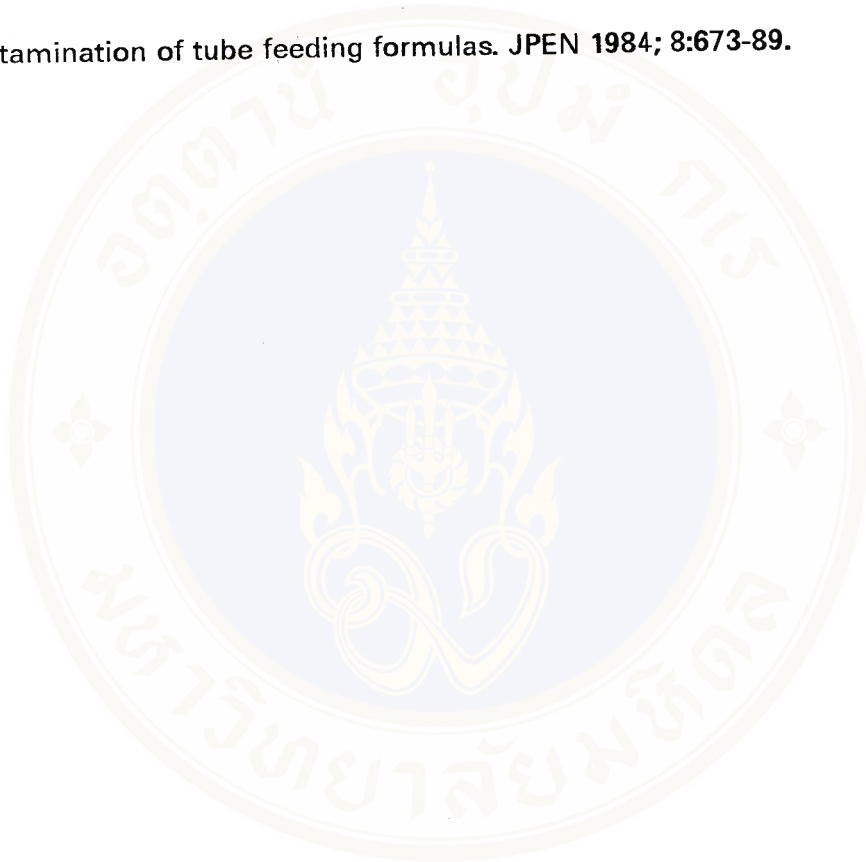 tamination of tube feeding formulas. JPEN 1984; 8:673-89.
อตฺตานํ อุปมํ กเร
มหาวิทยาลัยมหิดล